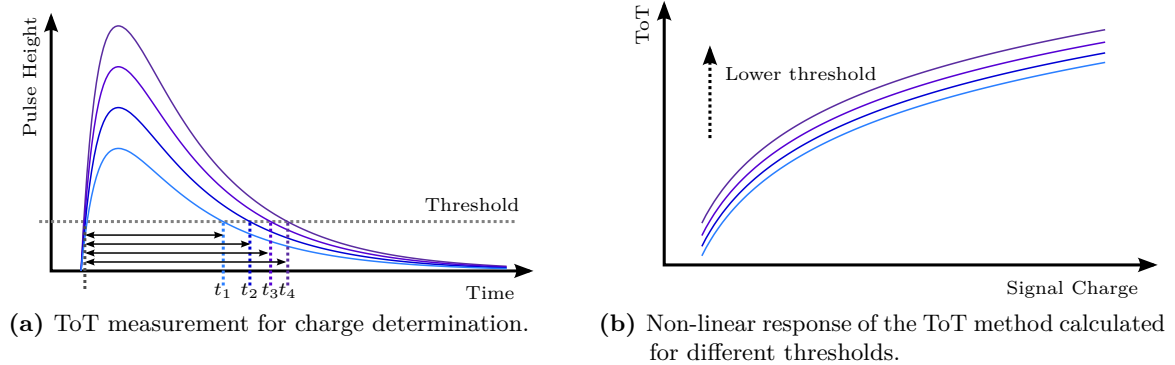 Pulse Height
Threshold
t1 t2 t3 t4
Time
(a) ToT measurement for charge determination.
ToT
Lower threshold
Signal Charge
(b) Non-linear response of the ToT method calculated
for different thresholds.